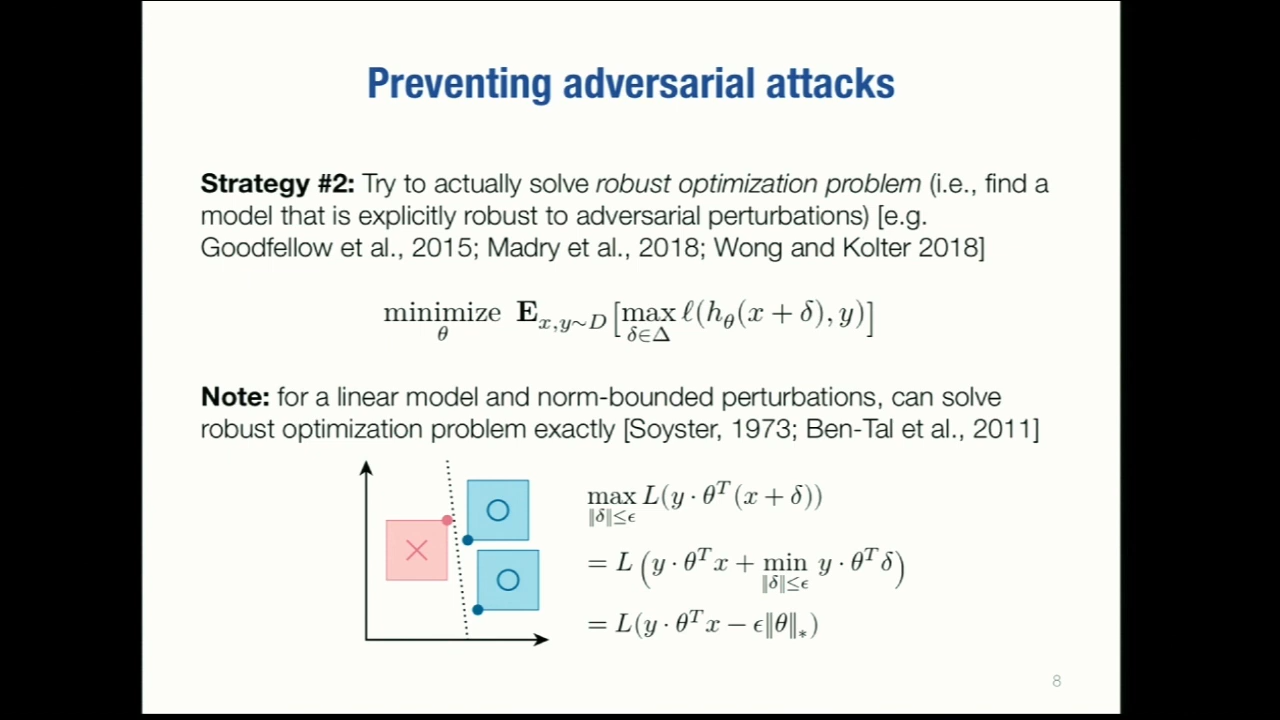 Preventing adversarial attacks
Strategy #2: Try to actually solve robust optimization problem (i.e., find a
model that is explicitly robust to adversarial perturbations) [e.g.
Goodfellow et al., 2015; Madry et al., 2018; Wong and Kolter 2018]
minimize E_{x,y∼D} [max ℓ(h_θ(x + δ), y)]
θ δ∈Δ
Note: for a linear model and norm-bounded perturbations, can solve
robust optimization problem exactly [Soyster, 1973; Ben-Tal et al., 2011]
max L(y · θ^T (x + δ))
‖δ‖≤ϵ
= L (y · θ^T x + min y · θ^T δ)
‖δ‖≤ϵ
= L(y · θ^T x − ϵ‖θ‖_*)
8